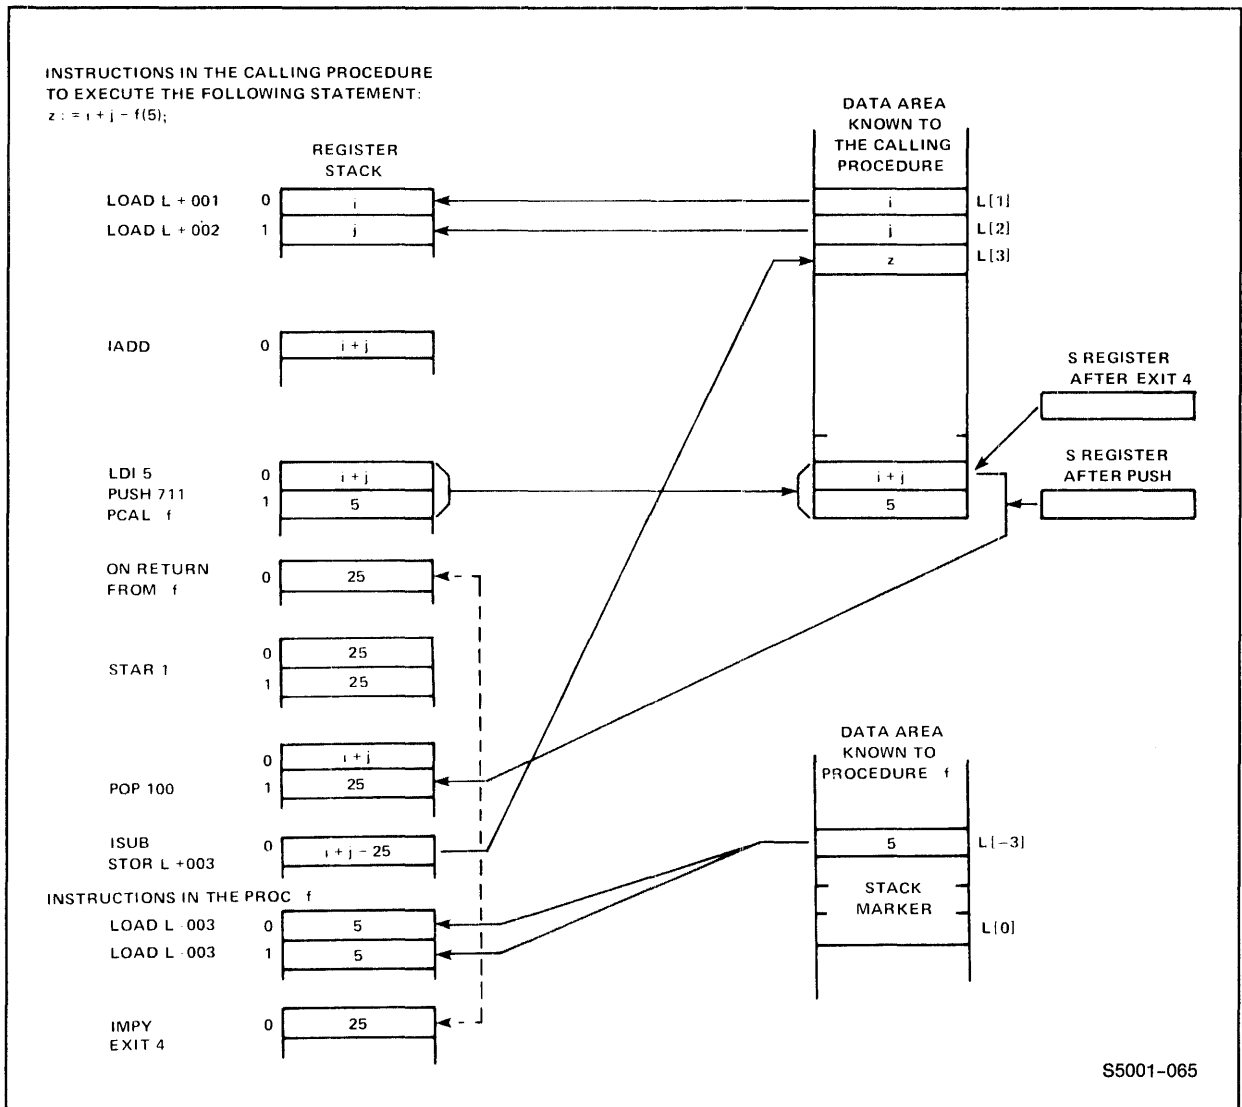 INSTRUCTIONS IN THE CALLING PROCEDURE
TO EXECUTE THE FOLLOWING STATEMENT:
z := i + j - f(5);
REGISTER
STACK
DATA AREA
KNOWN TO
THE CALLING
PROCEDURE
LOAD L + 001 0 i i L[1]
LOAD L + 002 1 j j L[2]
z L[3]
IADD 0 i + j
S REGISTER
AFTER EXIT 4
LDI 5 0 i + j i + j
PUSH 711 1 5 5
PCAL f
S REGISTER
AFTER PUSH
ON RETURN 0 25
FROM f
0 25
STAR 1 1 25
0 i + j
POP 100 1 25
DATA AREA
KNOWN TO
PROCEDURE f
ISUB 0 i + j - 25
STOR L +003
5 L[-3]
STACK
MARKER
L[0]
INSTRUCTIONS IN THE PROC f
LOAD L -003 0 5
LOAD L -003 1 5
IMPY 0 25
EXIT 4
S5001-065